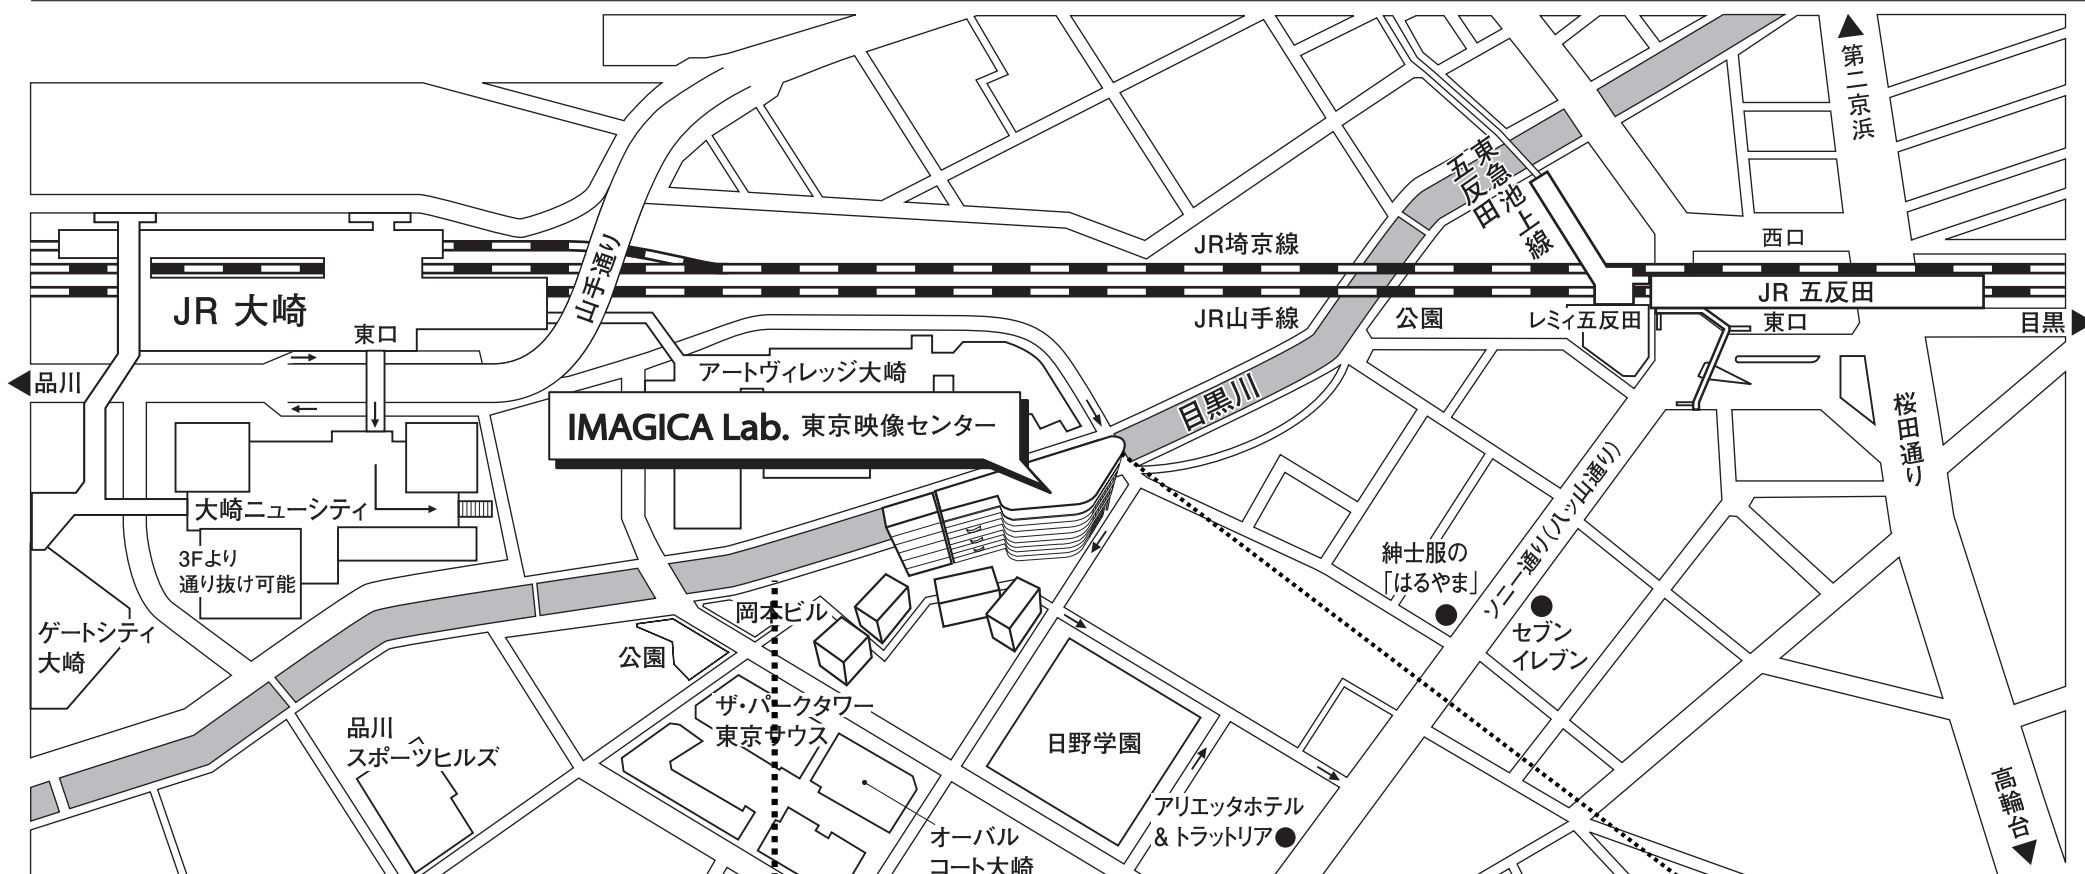 第二京浜
東急池上線
五反田
西口
JR埼京線
JR 五反田
JR 大崎
山手通り
JR山手線
公園
レミィ五反田
東口
目黒
東口
品川
アートヴィレッジ大崎
目黒川
桜田通り
IMAGICA Lab. 東京映像センター
大崎ニューシティ
3Fより
通り抜け可能
ソニー通り(八ッ山通り)
紳士服の
「はるやま」
セブン
イレブン
ゲートシティ
大崎
岡本ビル
公園
ザ・パークタワー
東京サウス
品川
スポーツヒルズ
日野学園
アリエッタホテル
& トラットリア
オーバル
コート大崎
高輪台